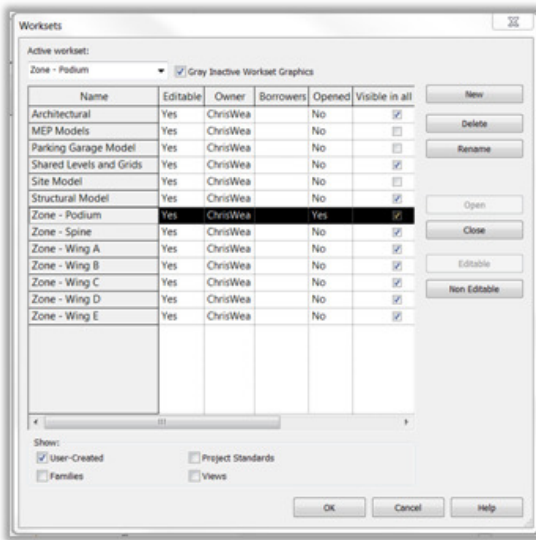 Worksets
Active workset:
Zone - Podium Gray Inactive Workset Graphics
Name Editable Owner Borrowers Opened Visible in all
Architectural Yes ChrisWea No
MEP Models Yes ChrisWea No
Parking Garage Model Yes ChrisWea No
Shared Levels and Grids Yes ChrisWea No
Site Model Yes ChrisWea No
Structural Model Yes ChrisWea No
Zone - Podium Yes ChrisWea Yes
Zone - Spine Yes ChrisWea No
Zone - Wing A Yes ChrisWea No
Zone - Wing B Yes ChrisWea No
Zone - Wing C Yes ChrisWea No
Zone - Wing D Yes ChrisWea No
Zone - Wing E Yes ChrisWea No
New
Delete
Rename
Open
Close
Editable
Non Editable
Show:
User-Created Project Standards
Families Views
OK Cancel Help